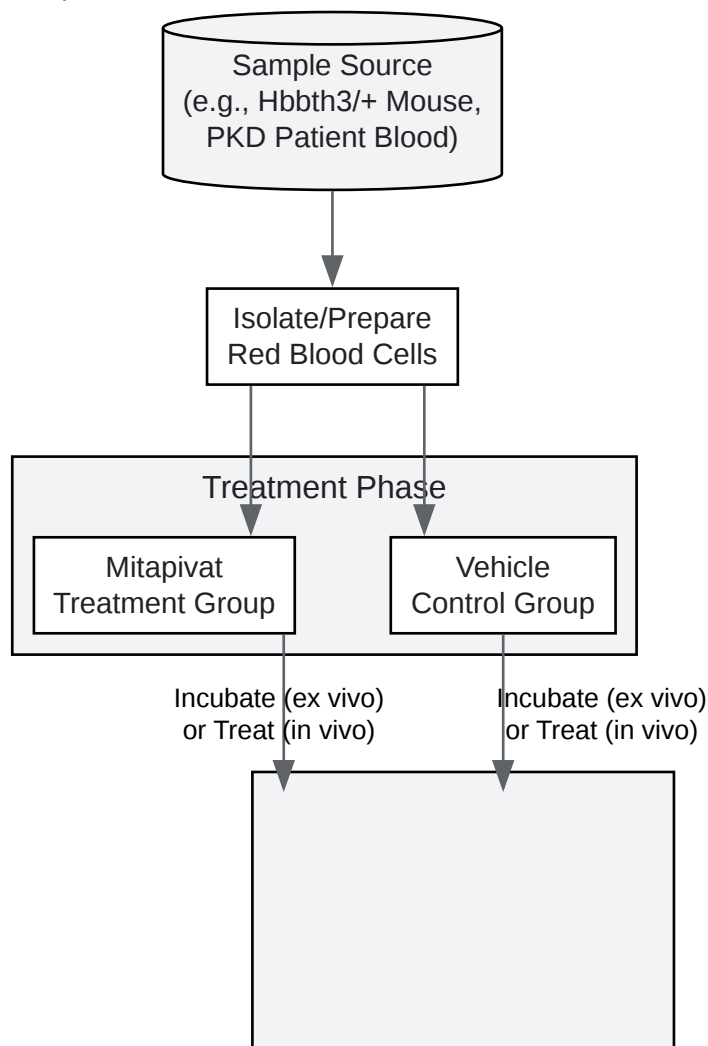 Sample Source
(e.g., Hbbth3/+ Mouse,
PKD Patient Blood)
Isolate/Prepare
Red Blood Cells
Treatment Phase
Mitapivat
Treatment Group
Vehicle
Control Group
Incubate (ex vivo)
or Treat (in vivo)
Incubate (ex vivo)
or Treat (in vivo)